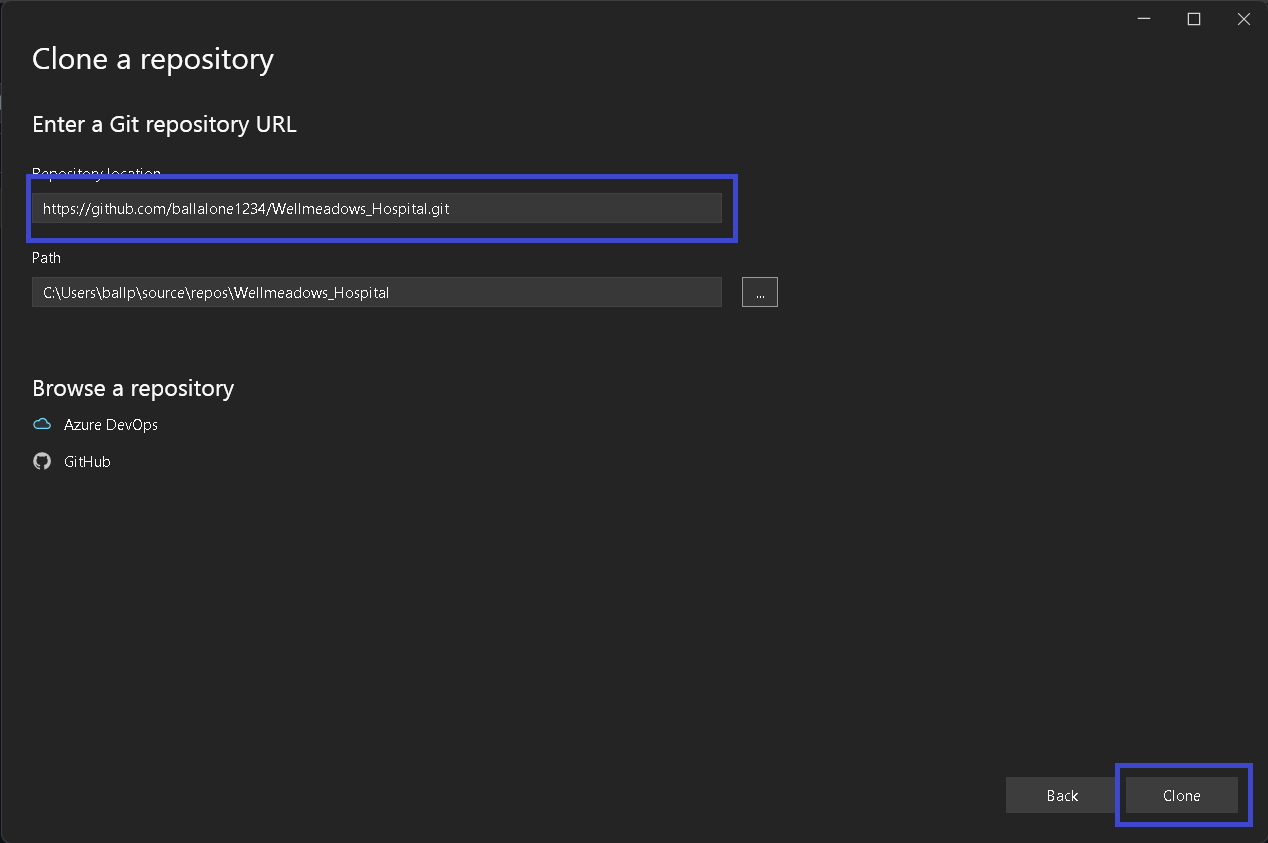 Clone a repository
Enter a Git repository URL
Repository location
https://github.com/ballalone1234/Wellmeadows_Hospital.git
Path
C:\Users\ballp\source\repos\Wellmeadows_Hospital
...
Browse a repository
Azure DevOps
GitHub
Back
Clone